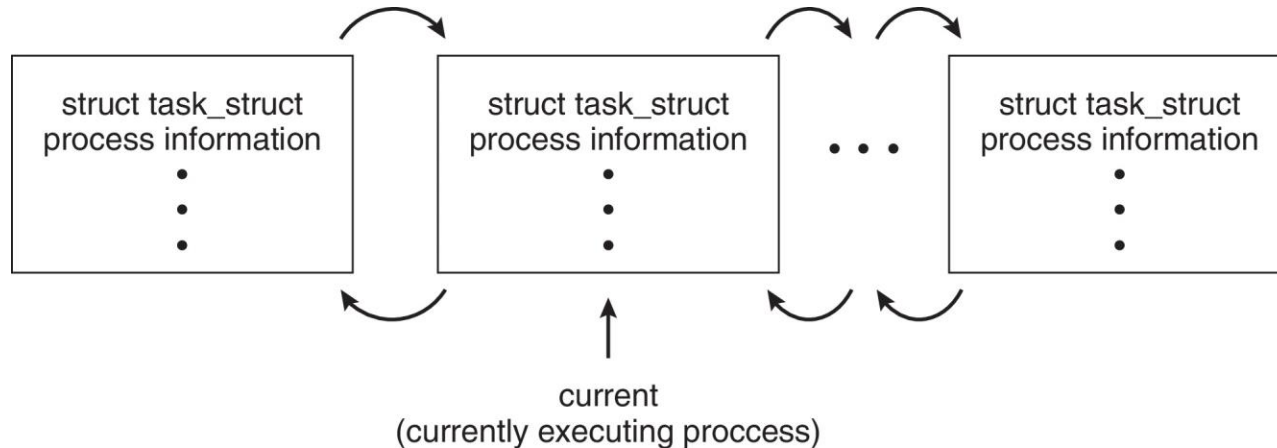 struct task_struct
process information
•
•
•
struct task_struct
process information
•
•
•
• • •
struct task_struct
process information
•
•
•
current
(currently executing proccess)